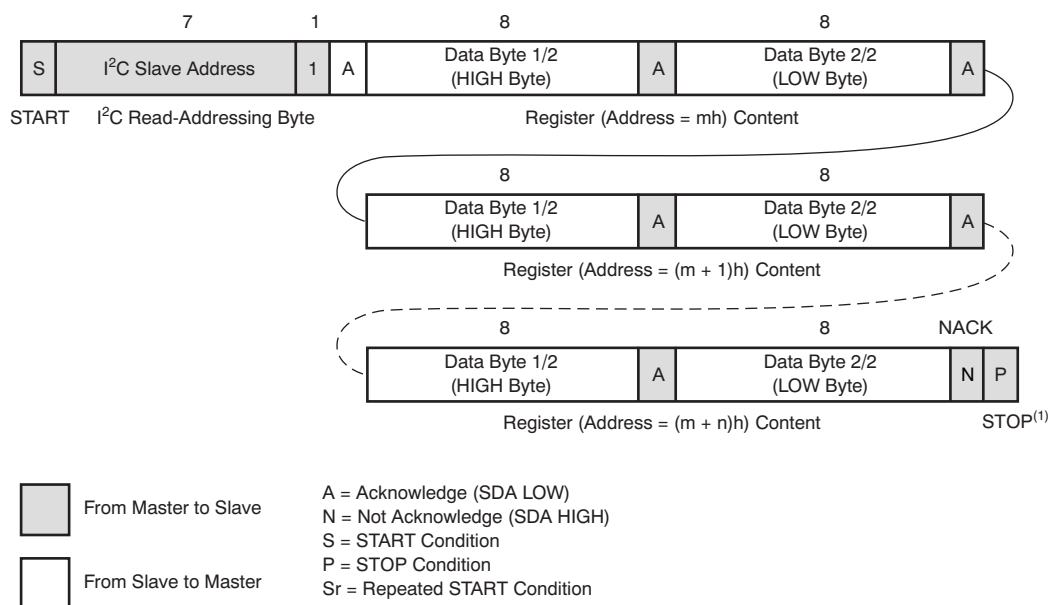 7 1 8 8
S I²C Slave Address 1 A Data Byte 1/2 (HIGH Byte) A Data Byte 2/2 (LOW Byte) A
START I²C Read-Addressing Byte Register (Address = mh) Content
8 8
Data Byte 1/2 (HIGH Byte) A Data Byte 2/2 (LOW Byte) A
Register (Address = (m + 1)h) Content
8 8 NACK
Data Byte 1/2 (HIGH Byte) A Data Byte 2/2 (LOW Byte) N P
Register (Address = (m + n)h) Content STOP⁽¹⁾
From Master to Slave
From Slave to Master
A = Acknowledge (SDA LOW)
N = Not Acknowledge (SDA HIGH)
S = START Condition
P = STOP Condition
Sr = Repeated START Condition